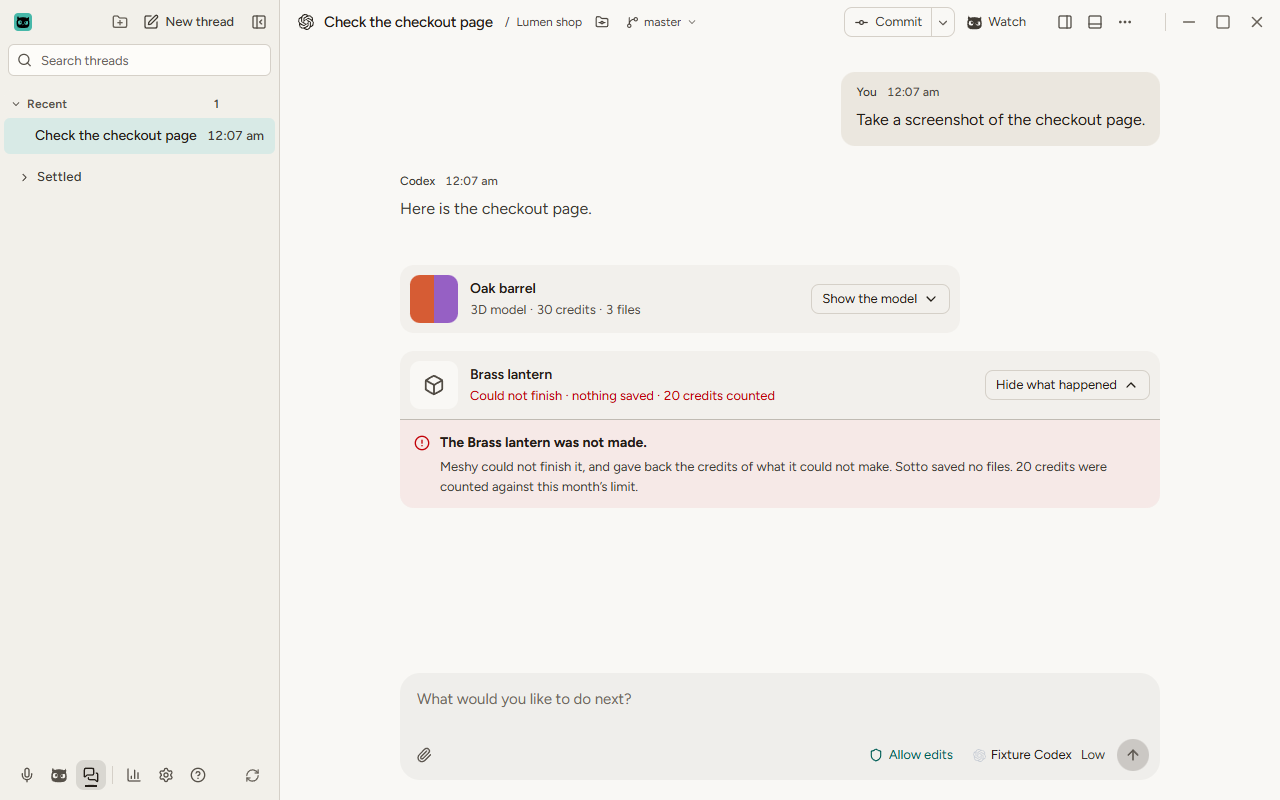 New thread
Search threads
Recent 1
Check the checkout page 12:07 am
Settled
Check the checkout page / Lumen shop master
Commit
Watch
You 12:07 am
Take a screenshot of the checkout page.
Codex 12:07 am
Here is the checkout page.
Oak barrel
3D model · 30 credits · 3 files
Show the model
Brass lantern
Could not finish · nothing saved · 20 credits counted
Hide what happened
The Brass lantern was not made.
Meshy could not finish it, and gave back the credits of what it could not make. Sotto saved no files. 20 credits were
counted against this month’s limit.
What would you like to do next?
Allow edits
Fixture Codex Low